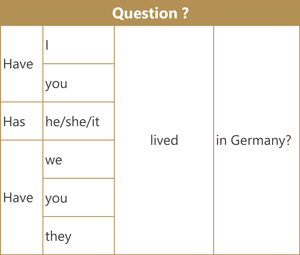 Question ?
Have
I
you
Has
he/she/it
Have
we
you
they
lived
in Germany?